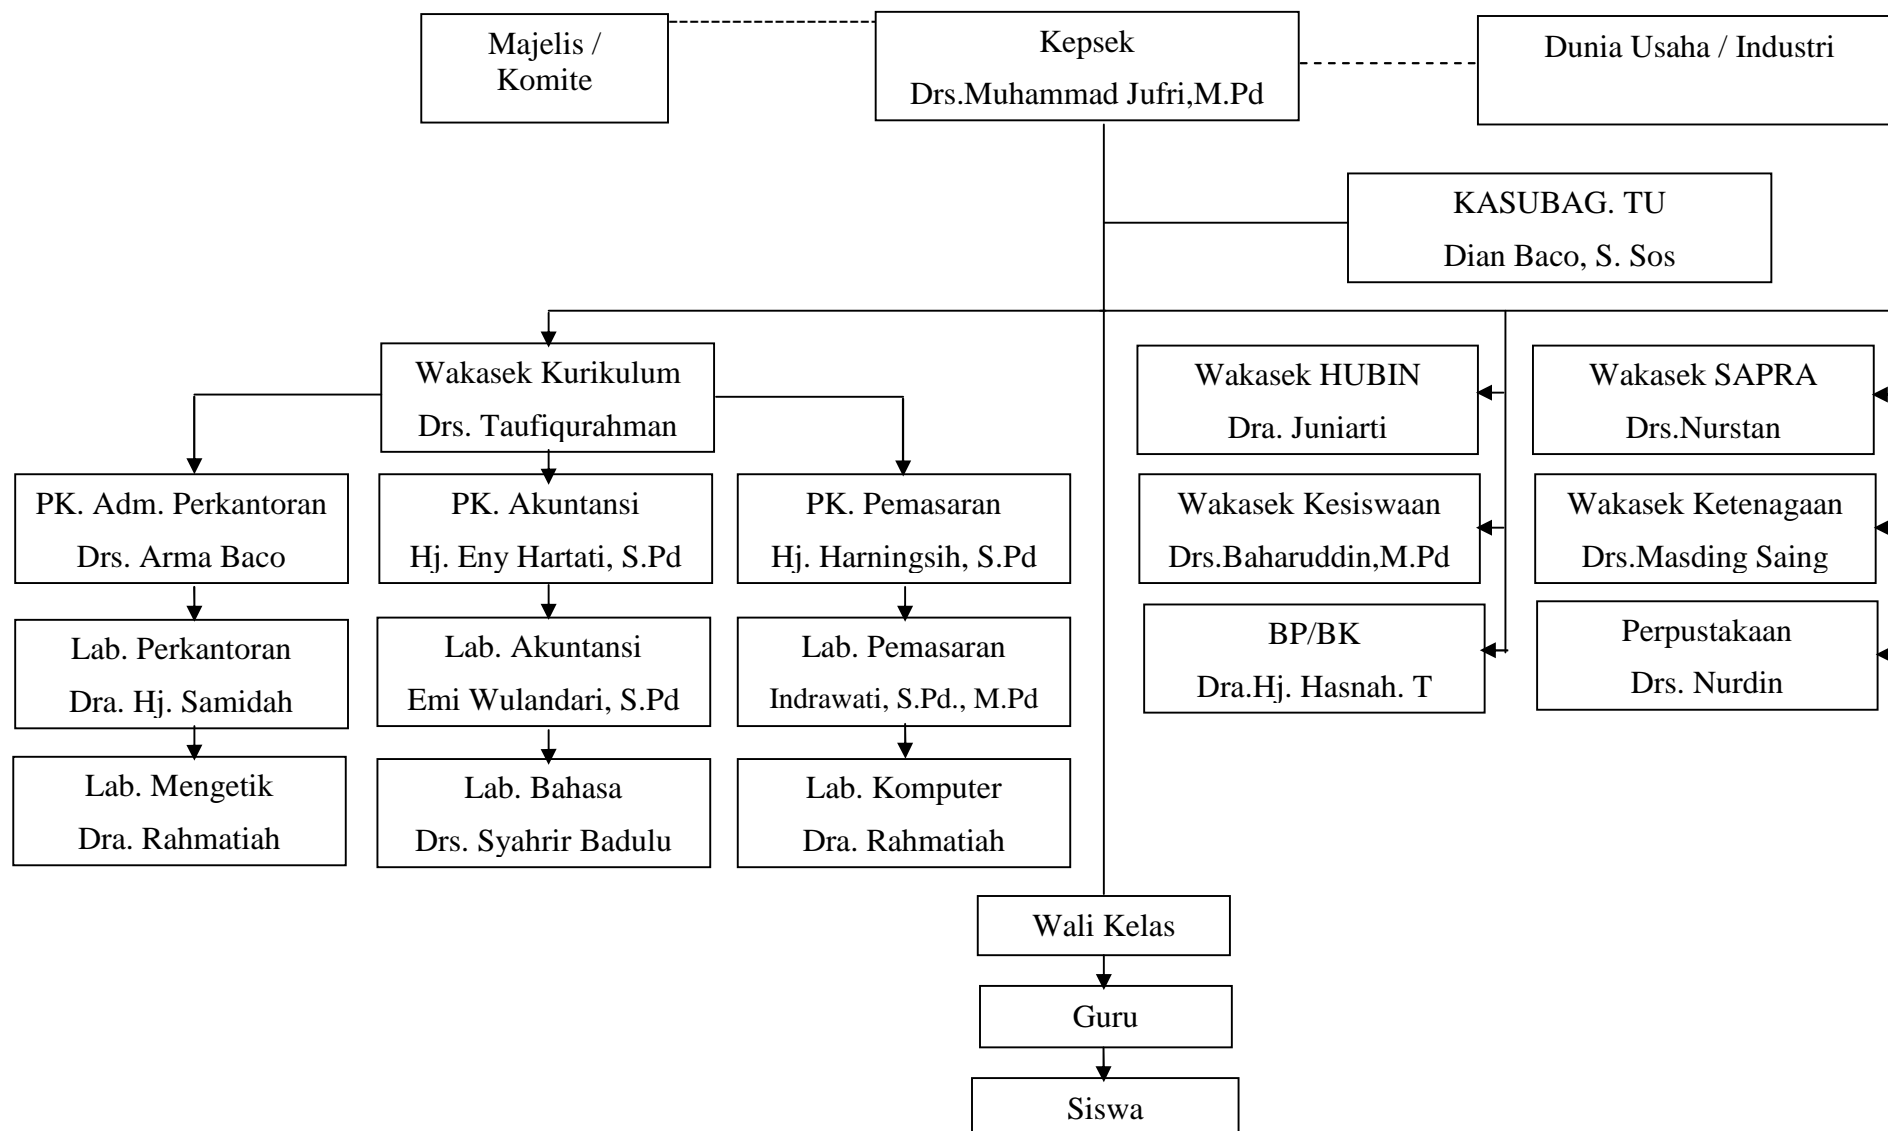 Majelis /
Komite
Kepsek
Drs.Muhammad Jufri,M.Pd
Dunia Usaha / Industri
KASUBAG. TU
Dian Baco, S. Sos
Wakasek Kurikulum
Drs. Taufiqurahman
Wakasek HUBIN
Dra. Juniarti
Wakasek SAPRA
Drs.Nurstan
PK. Adm. Perkantoran
Drs. Arma Baco
PK. Akuntansi
Hj. Eny Hartati, S.Pd
PK. Pemasaran
Hj. Harningsih, S.Pd
Wakasek Kesiswaan
Drs.Baharuddin,M.Pd
Wakasek Ketenagaan
Drs.Masding Saing
Lab. Perkantoran
Dra. Hj. Samidah
Lab. Akuntansi
Emi Wulandari, S.Pd
Lab. Pemasaran
Indrawati, S.Pd., M.Pd
BP/BK
Dra.Hj. Hasnah. T
Perpustakaan
Drs. Nurdin
Lab. Mengetik
Dra. Rahmatiah
Lab. Bahasa
Drs. Syahrir Badulu
Lab. Komputer
Dra. Rahmatiah
Wali Kelas
Guru
Siswa